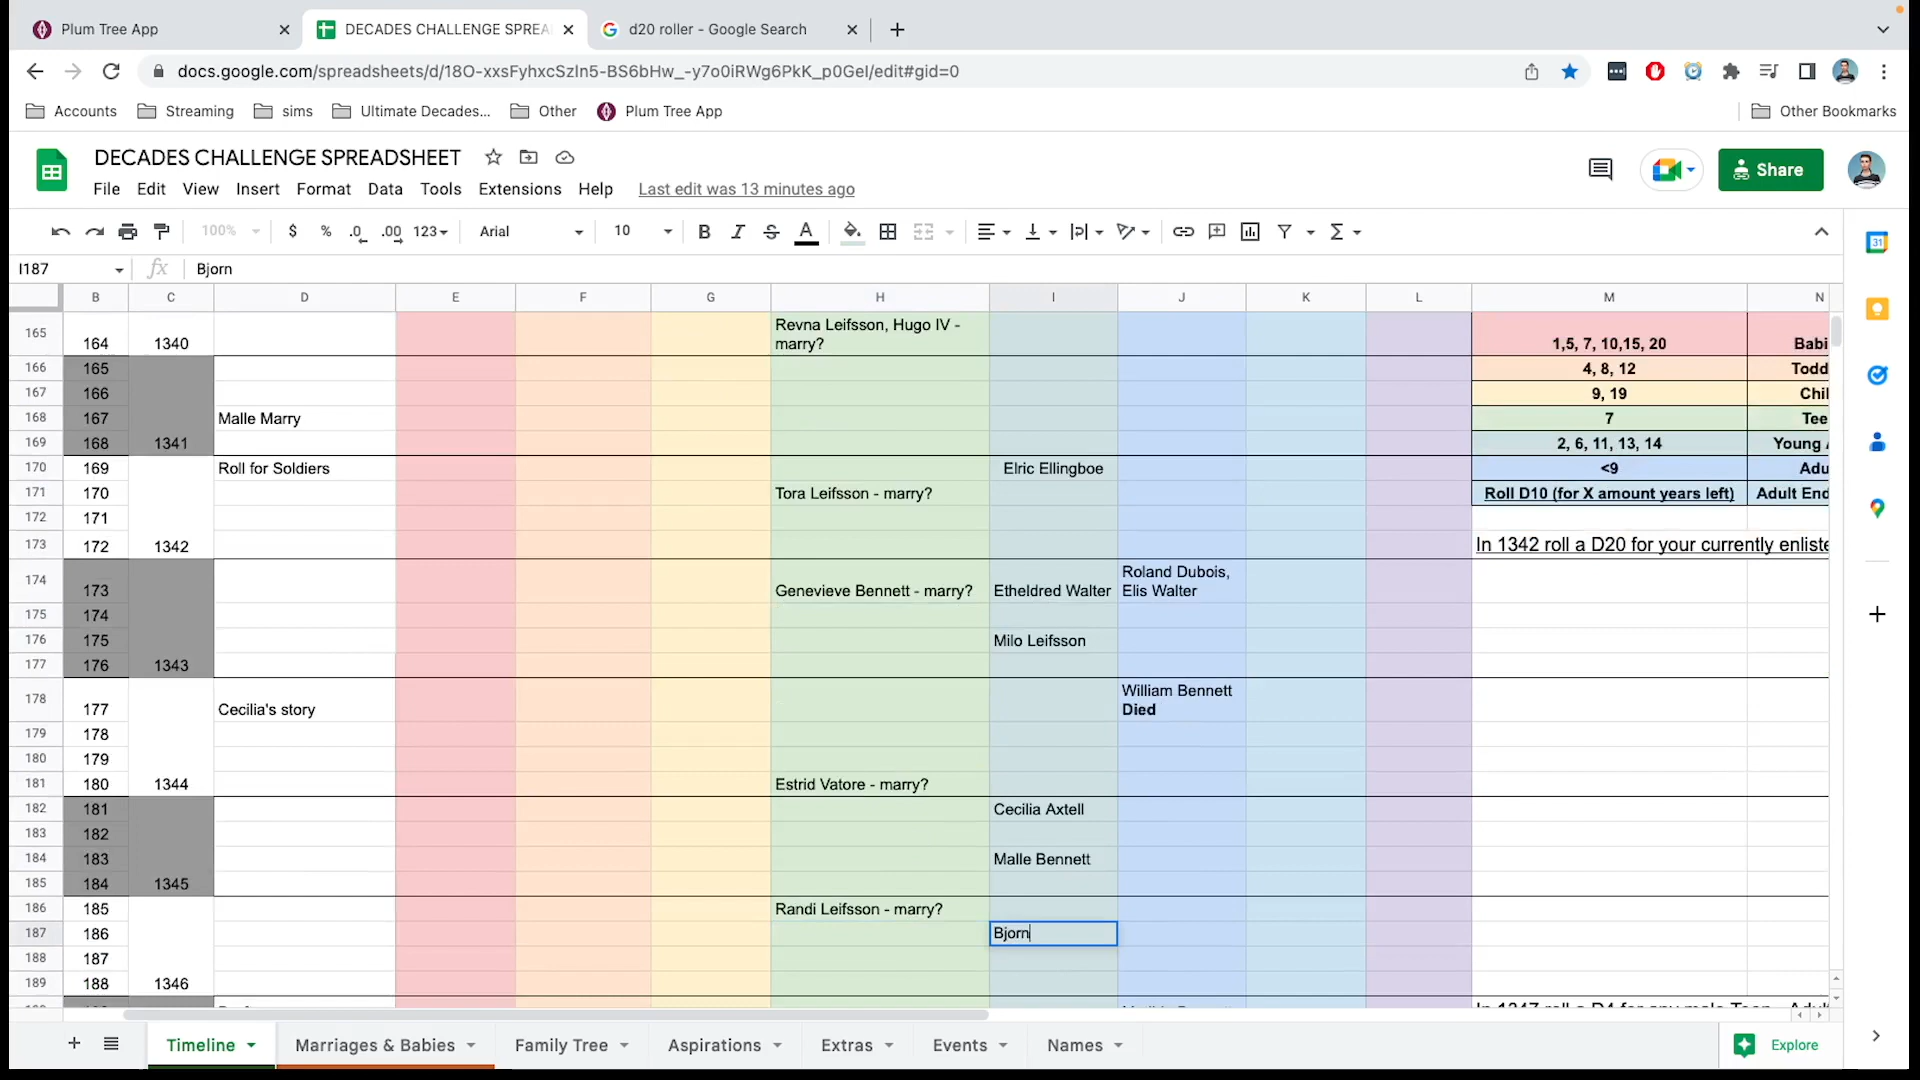 Plum Tree App
DECADES CHALLENGE SPREA
d20 roller - Google Search
docs.google.com/spreadsheets/d/18O-xxsFyhxcSzIn5-BS6bHw_-y7o0iRWg6PkK_p0GeI/edit#gid=0
Accounts Streaming sims Ultimate Decades... Other Plum Tree App Other Bookmarks
DECADES CHALLENGE SPREADSHEET
File Edit View Insert Format Data Tools Extensions Help Last edit was 13 minutes ago
Share
100% $ % .0 .00 123 Arial 10 B I S A
31
I187 fx Bjorn
B C D E F G H I J K L M N
165 164 1340 Revna Leifsson, Hugo IV - marry? 1,5, 7, 10,15, 20 Babi
166 165 4, 8, 12 Todd
167 166 9, 19 Chil
168 167 Malle Marry 7 Tee
169 168 1341 2, 6, 11, 13, 14 Young
170 169 Roll for Soldiers Elric Ellingboe <9 Adu
171 170 Tora Leifsson - marry? Roll D10 (for X amount years left) Adult End
172 171
173 172 1342 In 1342 roll a D20 for your currently enliste
174 173 Genevieve Bennett - marry? Etheldred Walter Roland Dubois, Elis Walter
175 174
176 175 Milo Leifsson
177 176 1343
178 177 Cecilia's story William Bennett Died
179 178
180 179
181 180 1344 Estrid Vatore - marry?
182 181 Cecilia Axtell
183 182
184 183 Malle Bennett
185 184 1345
186 185 Randi Leifsson - marry?
187 186 Bjorn
188 187
189 188 1346
Timeline Marriages & Babies Family Tree Aspirations Extras Events Names Explore